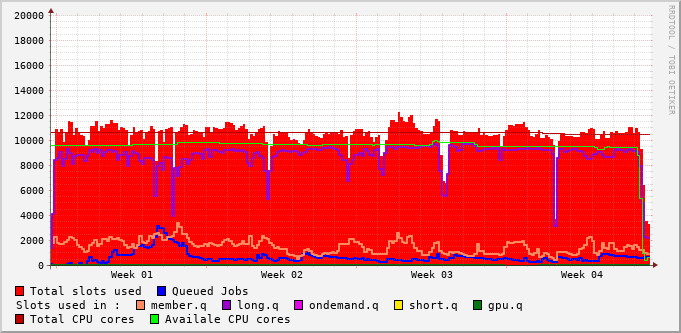 RRDTOOL / TOBI OETIKER
20000
18000
16000
14000
12000
10000
8000
6000
4000
2000
0
Week 01 Week 02 Week 03 Week 04
Total slots used Queued Jobs
Slots used in : member.q long.q ondemand.q short.q gpu.q
Total CPU cores Availale CPU cores